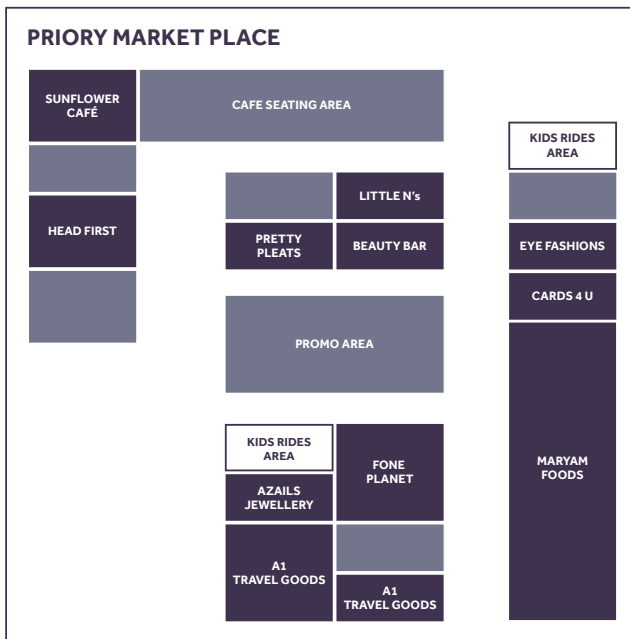 PRIORY MARKET PLACE
SUNFLOWER
CAFÉ
CAFE SEATING AREA
KIDS RIDES
AREA
LITTLE N's
HEAD FIRST
PRETTY
PLEATS
BEAUTY BAR
EYE FASHIONS
CARDS 4 U
PROMO AREA
KIDS RIDES
AREA
FONE
PLANET
MARYAM
FOODS
AZAILS
JEWELLERY
A1
TRAVEL GOODS
A1
TRAVEL GOODS